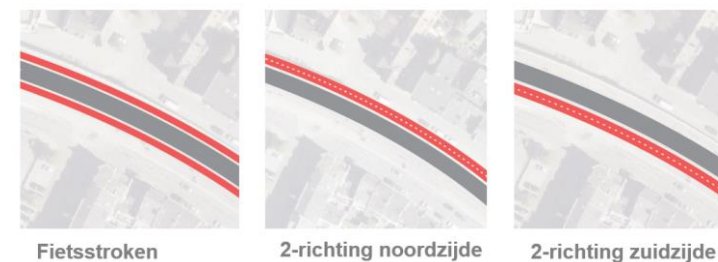 Fietsstroken
2-richting noordzijde
2-richting zuidzijde